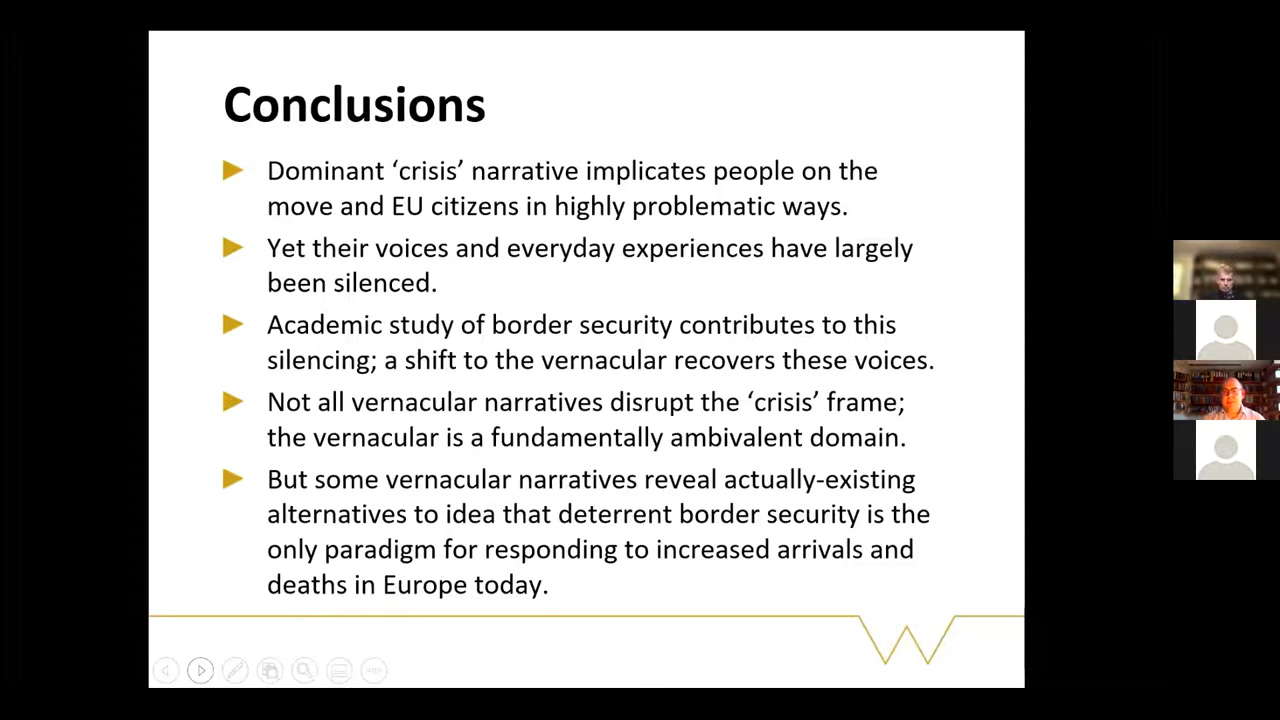 Conclusions
Dominant ‘crisis’ narrative implicates people on the
move and EU citizens in highly problematic ways.
Yet their voices and everyday experiences have largely
been silenced.
Academic study of border security contributes to this
silencing; a shift to the vernacular recovers these voices.
Not all vernacular narratives disrupt the ‘crisis’ frame;
the vernacular is a fundamentally ambivalent domain.
But some vernacular narratives reveal actually-existing
alternatives to idea that deterrent border security is the
only paradigm for responding to increased arrivals and
deaths in Europe today.